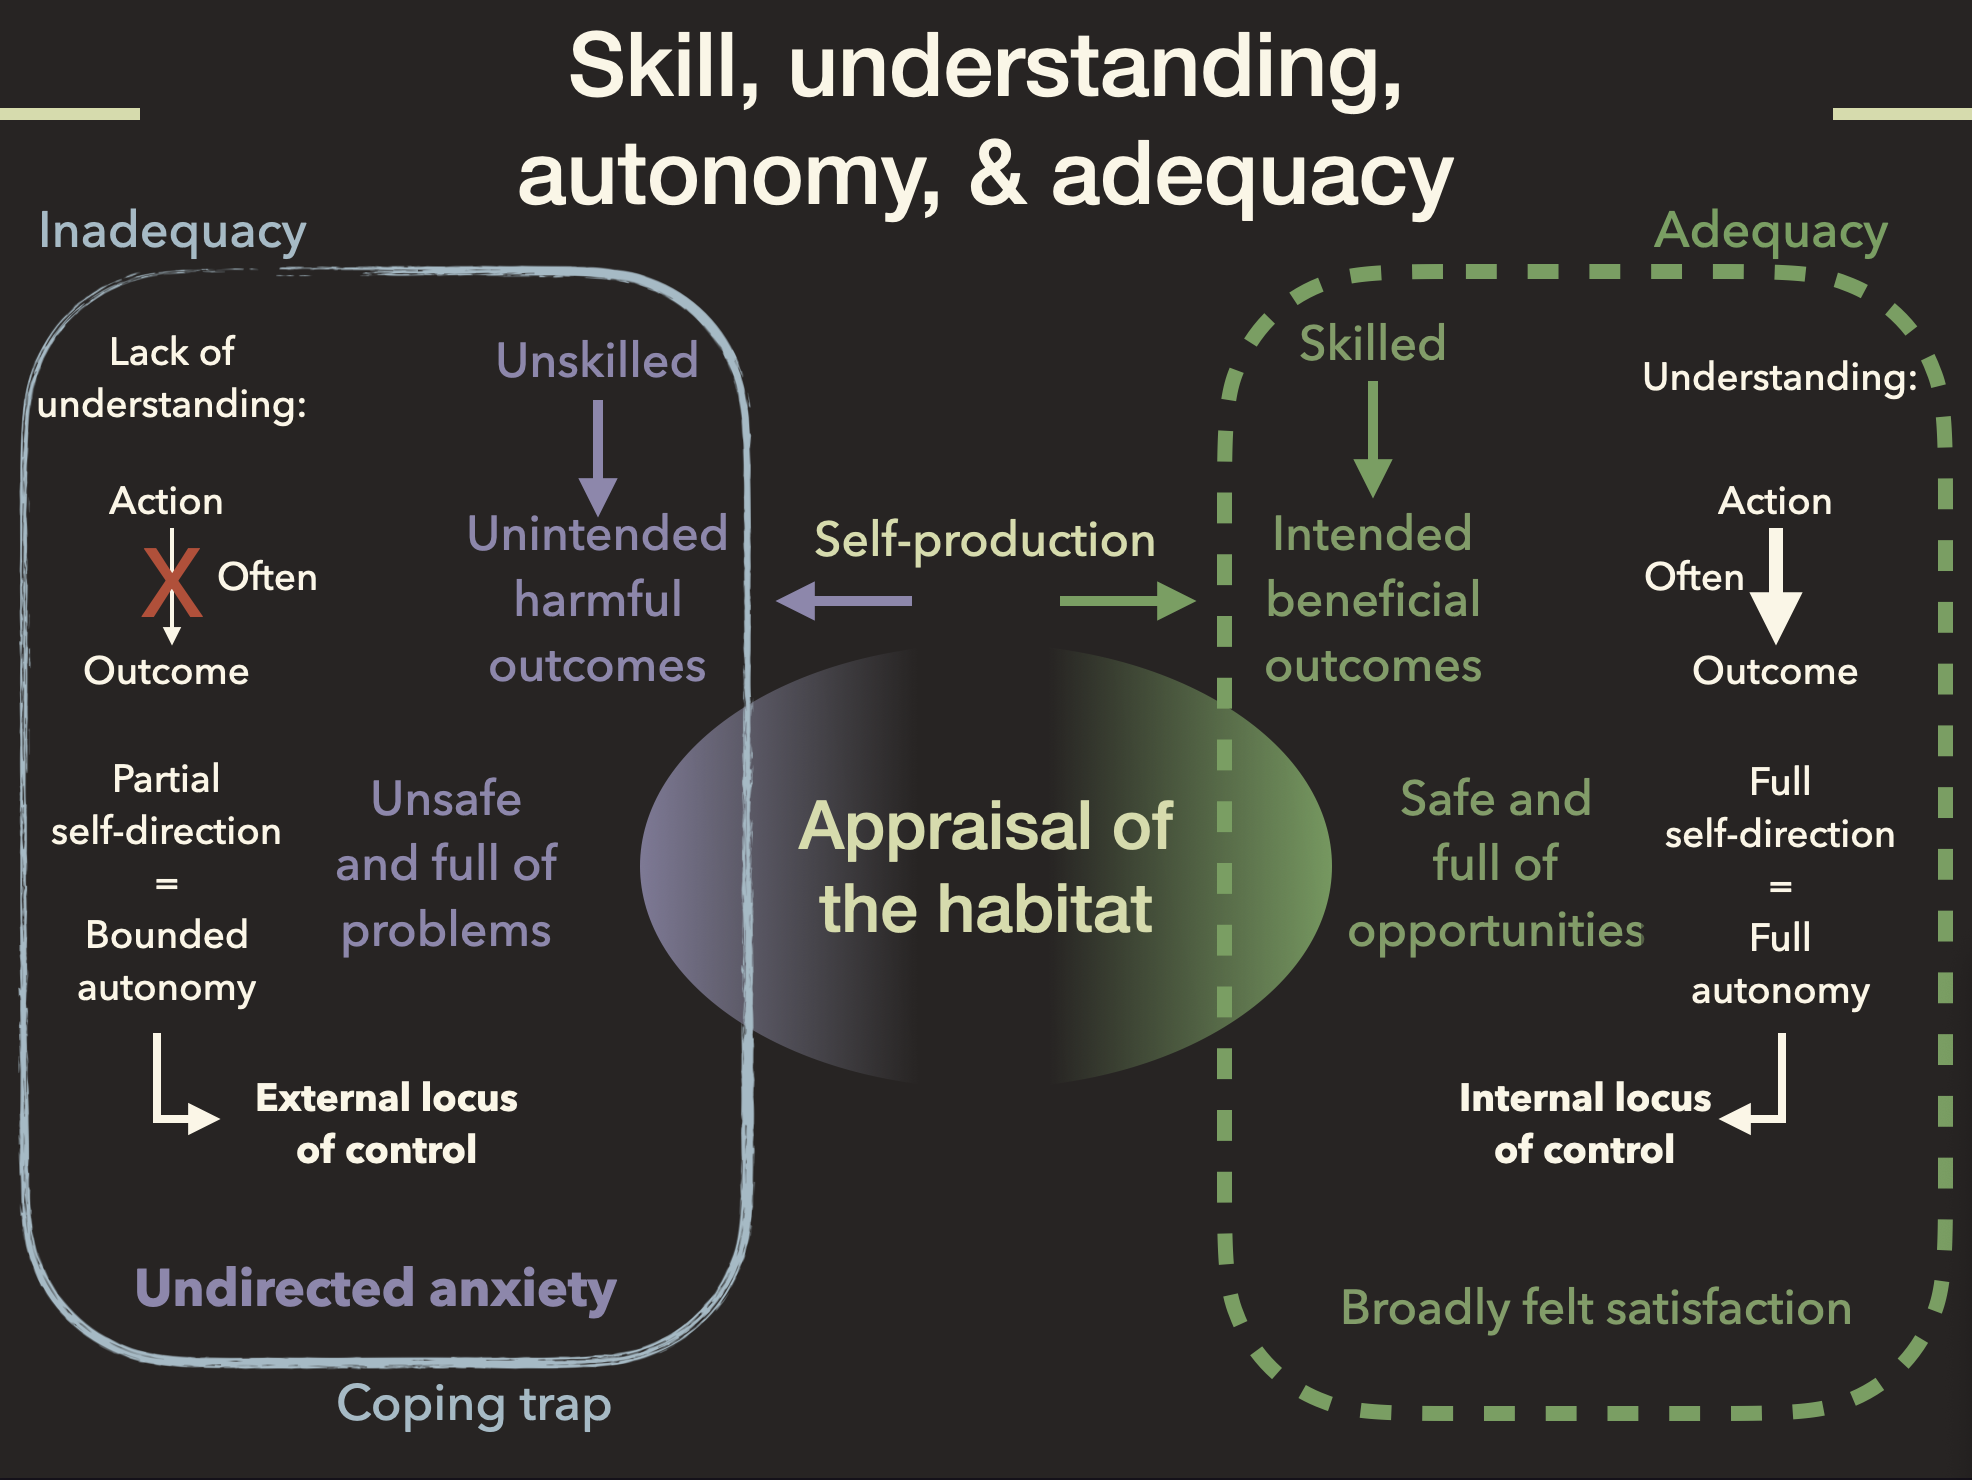 Skill, understanding,
autonomy, & adequacy
Inadequacy
Adequacy
Lack of
understanding:
Action
X
Often
Outcome
Partial
self-direction
=
Bounded
autonomy
External locus
of control
Unskilled
Unintended
harmful
outcomes
Unsafe
and full of
problems
Undirected anxiety
Coping trap
Self-production
Appraisal of
the habitat
Skilled
Intended
beneficial
outcomes
Safe and
full of
opportunities
Understanding:
Action
Often
Outcome
Full
self-direction
=
Full
autonomy
Internal locus
of control
Broadly felt satisfaction